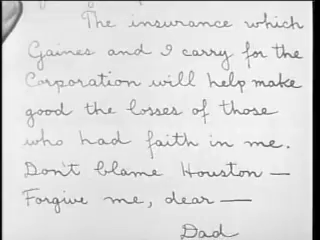 The insurance which
Gaines and I carry for the
Corporation will help make
good the losses of those
who had faith in me.
Don't blame Houston —
Forgive me, dear —
Dad